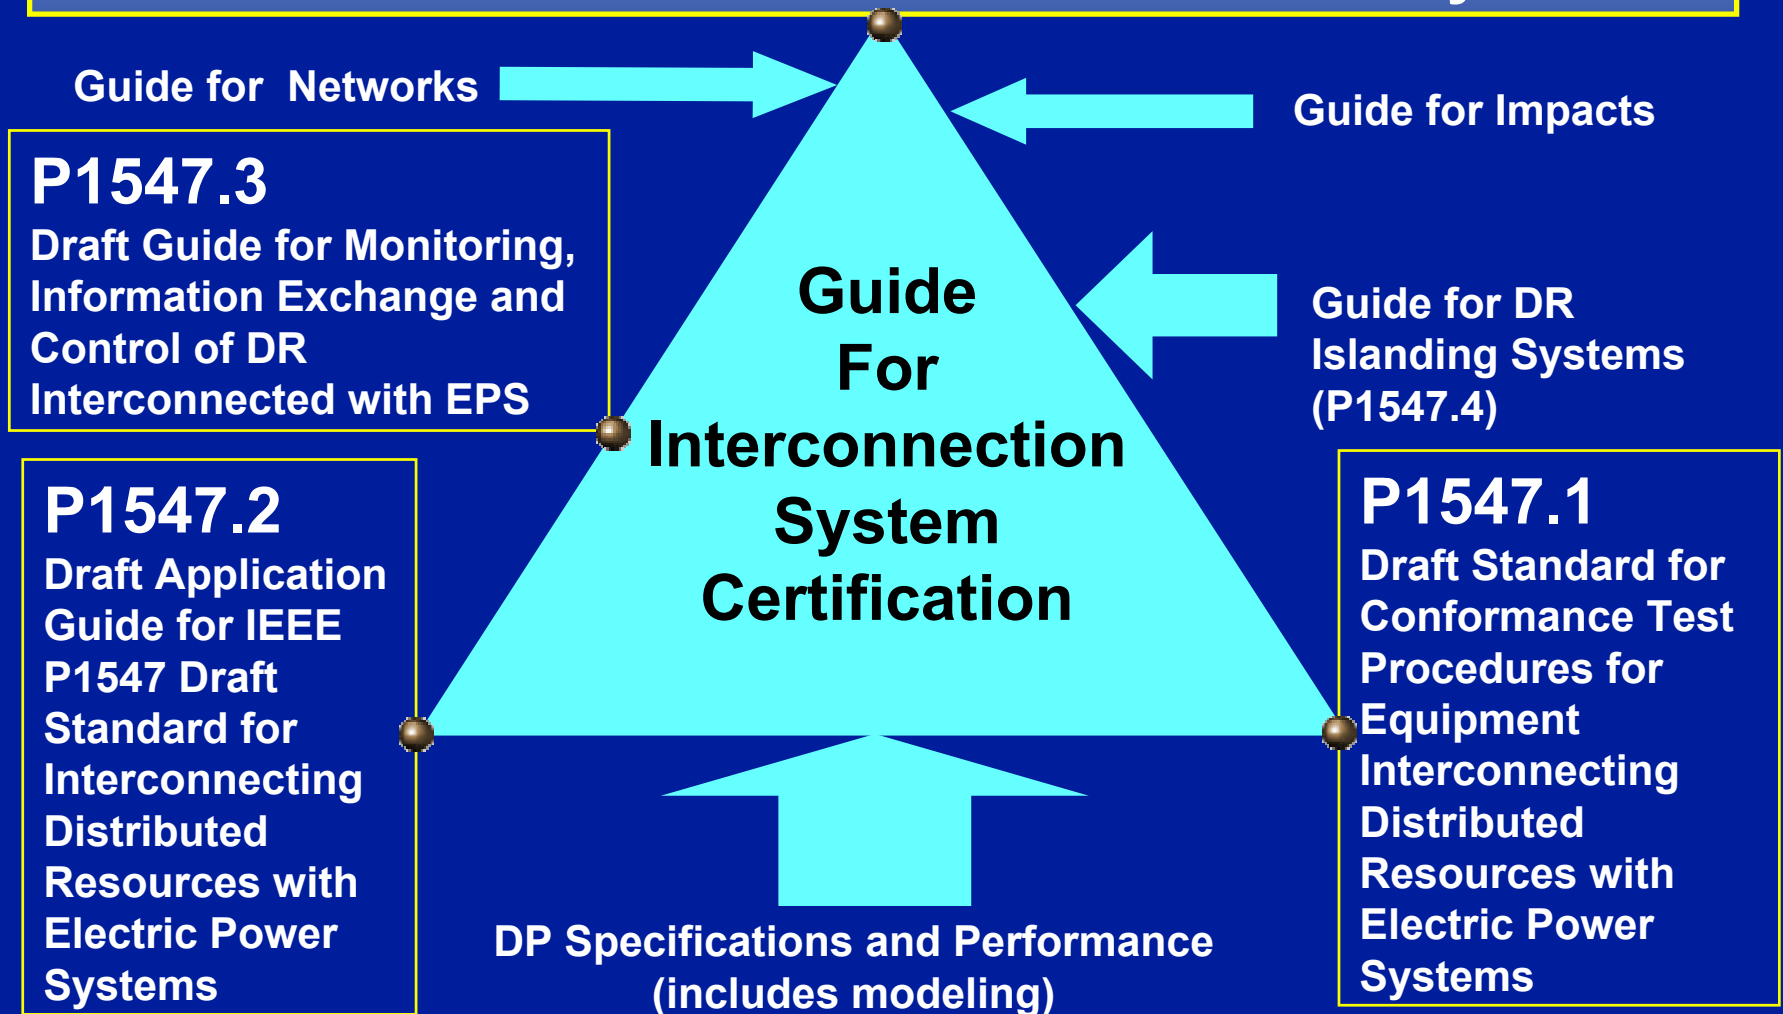 Guide for Networks
Guide for Impacts
P1547.3
Draft Guide for Monitoring,
Information Exchange and
Control of DR
Interconnected with EPS
Guide
For
Interconnection
System
Certification
Guide for DR
Islanding Systems
(P1547.4)
P1547.2
Draft Application
Guide for IEEE
P1547 Draft
Standard for
Interconnecting
Distributed
Resources with
Electric Power
Systems
P1547.1
Draft Standard for
Conformance Test
Procedures for
Equipment
Interconnecting
Distributed
Resources with
Electric Power
Systems
DP Specifications and Performance
(includes modeling)